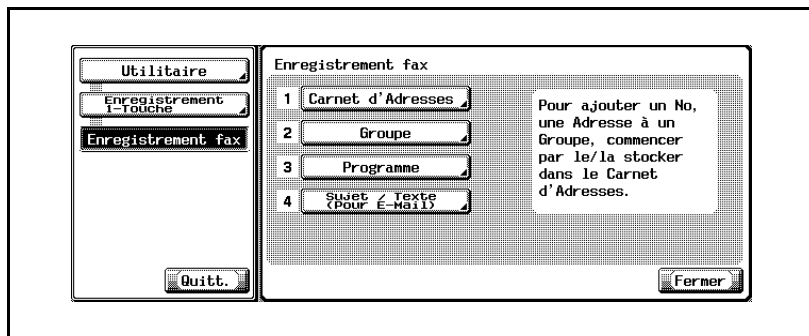 Utilitaire
Enregistrement
1-Touche
Enregistrement fax
Quitt.
Enregistrement fax
1 Carnet d'Adresses
2 Groupe
3 Programme
4 Sujet / Texte
(Pour E-Mail)
Pour ajouter un No,
une Adresse à un
Groupe, commencer
par le/la stocker
dans le Carnet
d'Adresses.
Fermer